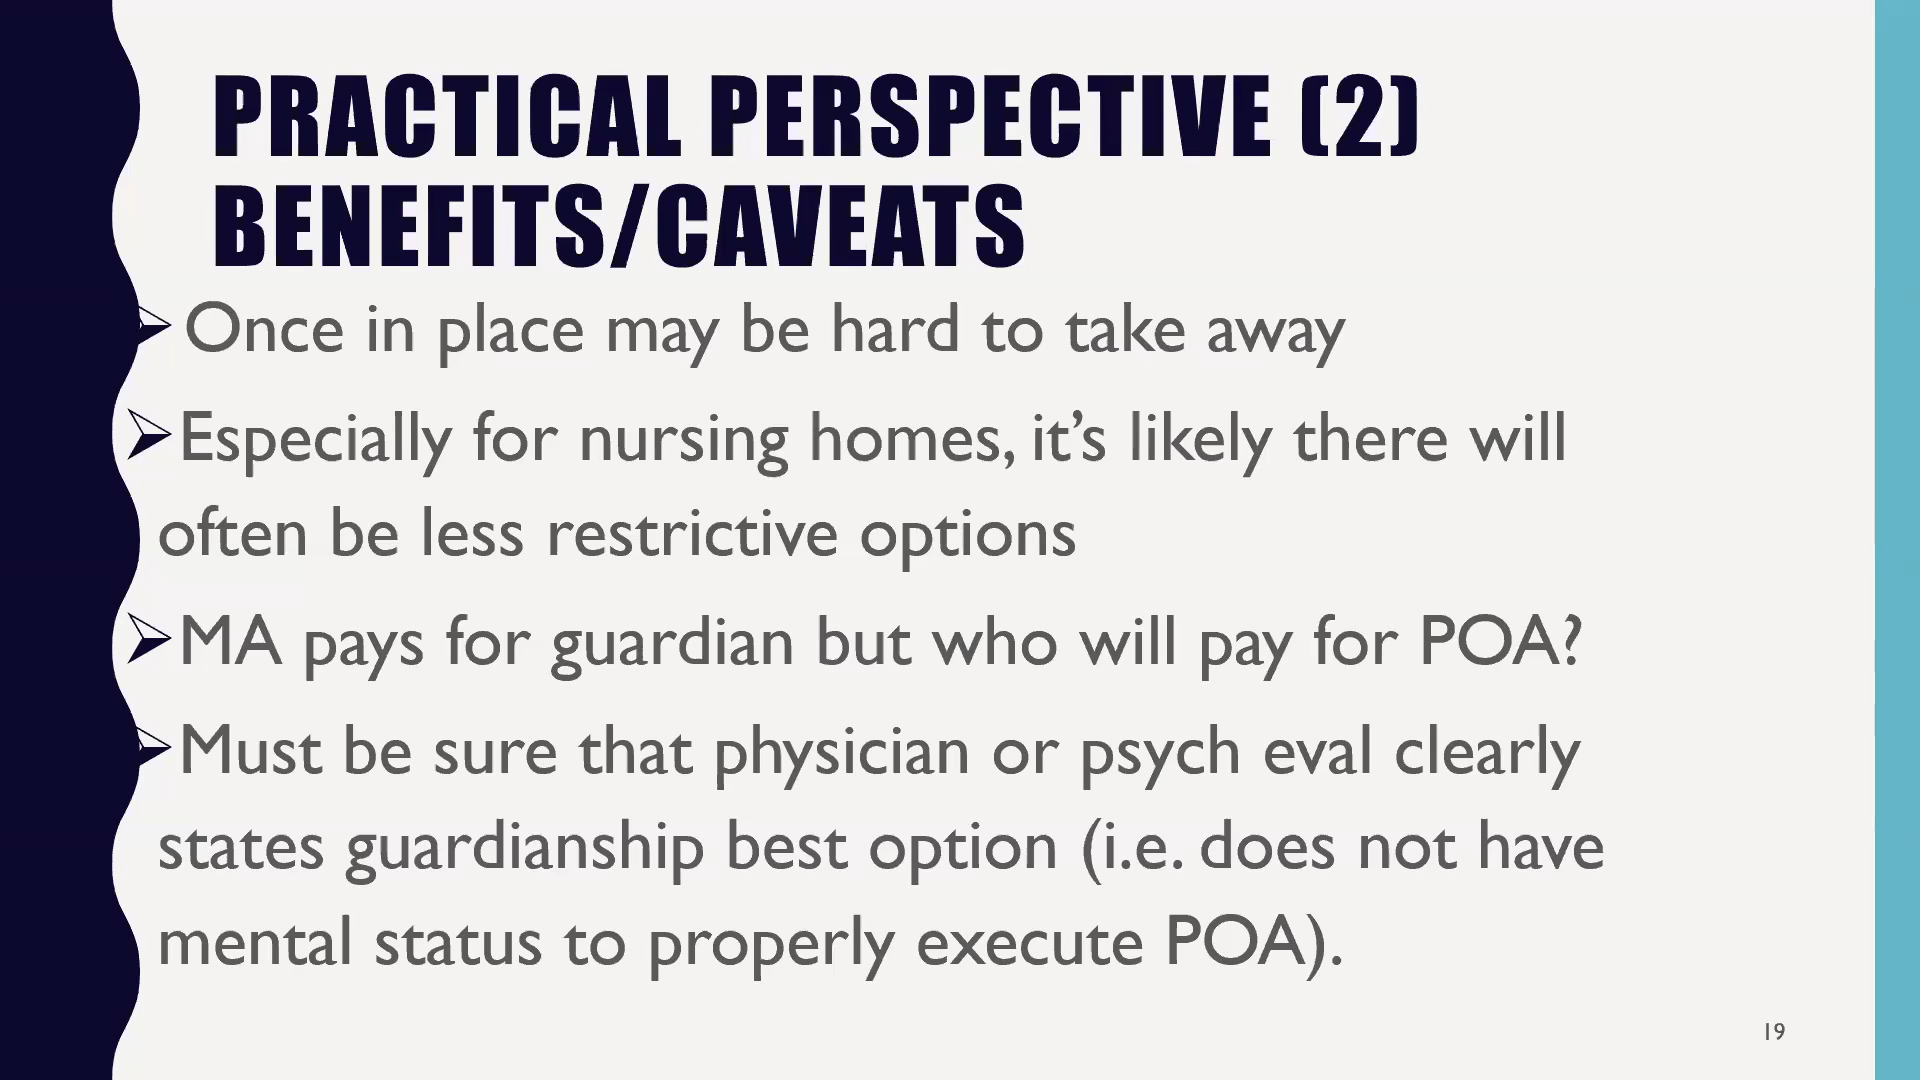 PRACTICAL PERSPECTIVE (2)
BENEFITS/CAVEATS
Once in place may be hard to take away
Especially for nursing homes, it’s likely there will
often be less restrictive options
MA pays for guardian but who will pay for POA?
Must be sure that physician or psych eval clearly
states guardianship best option (i.e. does not have
mental status to properly execute POA).
19